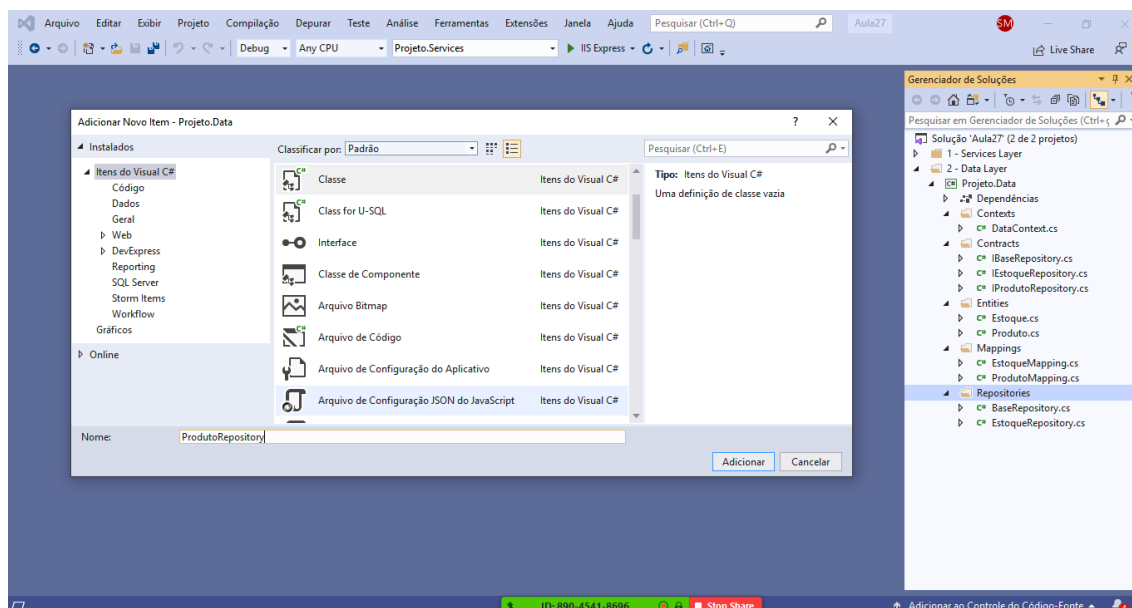 Arquivo Editar Exibir Projeto Compilação Depurar Teste Análise Ferramentas Extensões Janela Ajuda Pesquisar (Ctrl+Q) Aula27 SM
Debug Any CPU Projeto.Services IIS Express Live Share
Adicionar Novo Item - Projeto.Data ? ×
Instalados
Itens do Visual C#
Código
Dados
Geral
Web
DevExpress
Reporting
SQL Server
Storm Items
Workflow
Gráficos
Online
Classificar por: Padrão
Pesquisar (Ctrl+E)
Classe Itens do Visual C#
Class for U-SQL Itens do Visual C#
Interface Itens do Visual C#
Classe de Componente Itens do Visual C#
Arquivo Bitmap Itens do Visual C#
Arquivo de Código Itens do Visual C#
Arquivo de Configuração do Aplicativo Itens do Visual C#
Arquivo de Configuração JSON do JavaScript Itens do Visual C#
Tipo: Itens do Visual C#
Uma definição de classe vazia
Nome: ProdutoRepository
Adicionar Cancelar
Gerenciador de Soluções
Pesquisar em Gerenciador de Soluções (Ctrl+ç
Solução 'Aula27' (2 de 2 projetos)
1 - Services Layer
2 - Data Layer
C# Projeto.Data
Dependências
Contexts
C# DataContext.cs
Contracts
C# IBaseRepository.cs
C# IEstoqueRepository.cs
C# IProdutoRepository.cs
Entities
C# Estoque.cs
C# Produto.cs
Mappings
C# EstoqueMapping.cs
C# ProdutoMapping.cs
Repositories
C# BaseRepository.cs
C# EstoqueRepository.cs
ID: 890-4541-8696 Stop Share
Adicionar ao Controle do Código-Fonte